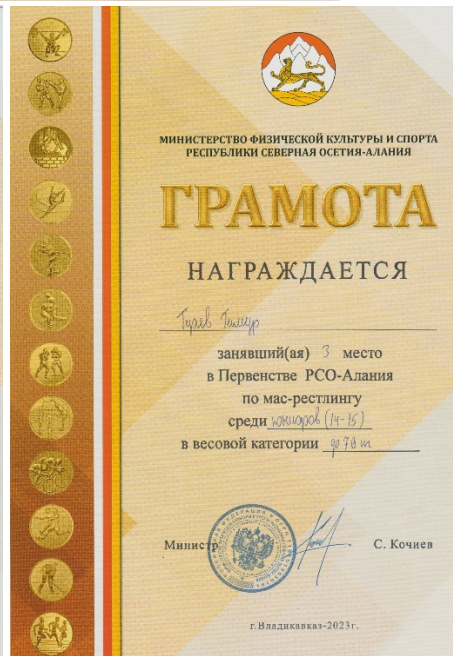 МИНИСТЕРСТВО ФИЗИЧЕСКОЙ КУЛЬТУРЫ И СПОРТА
РЕСПУБЛИКИ СЕВЕРНАЯ ОСЕТИЯ-АЛАНИЯ
ГРАМОТА
НАГРАЖДАЕТСЯ
Тимур
занявший(ая) 3 место
в Первенстве РСО-Алания
по мас-рестлингу
среди юниоров (14-15)
в весовой категории до 70 кг
Министр С. Кочиев
г.Владикавказ-2023г.